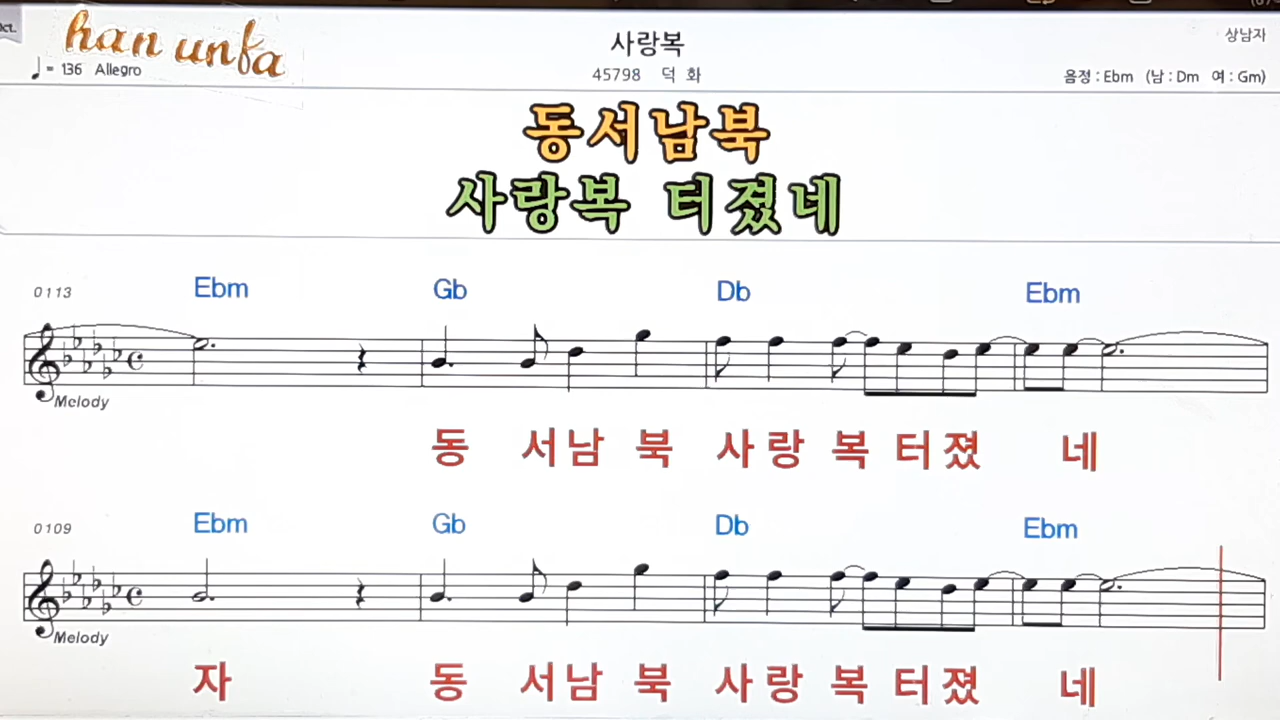 han unfa
사랑복
상남자
♩= 136 Allegro
45798 덕 화
음정 : Ebm (남 : Dm 여 : Gm)
동서남북
사랑복 터졌네
0113 Ebm Gb Db Ebm
Melody
동 서 남 북 사 랑 복 터 졌 네
0109 Ebm Gb Db Ebm
Melody
자 동 서 남 북 사 랑 복 터 졌 네